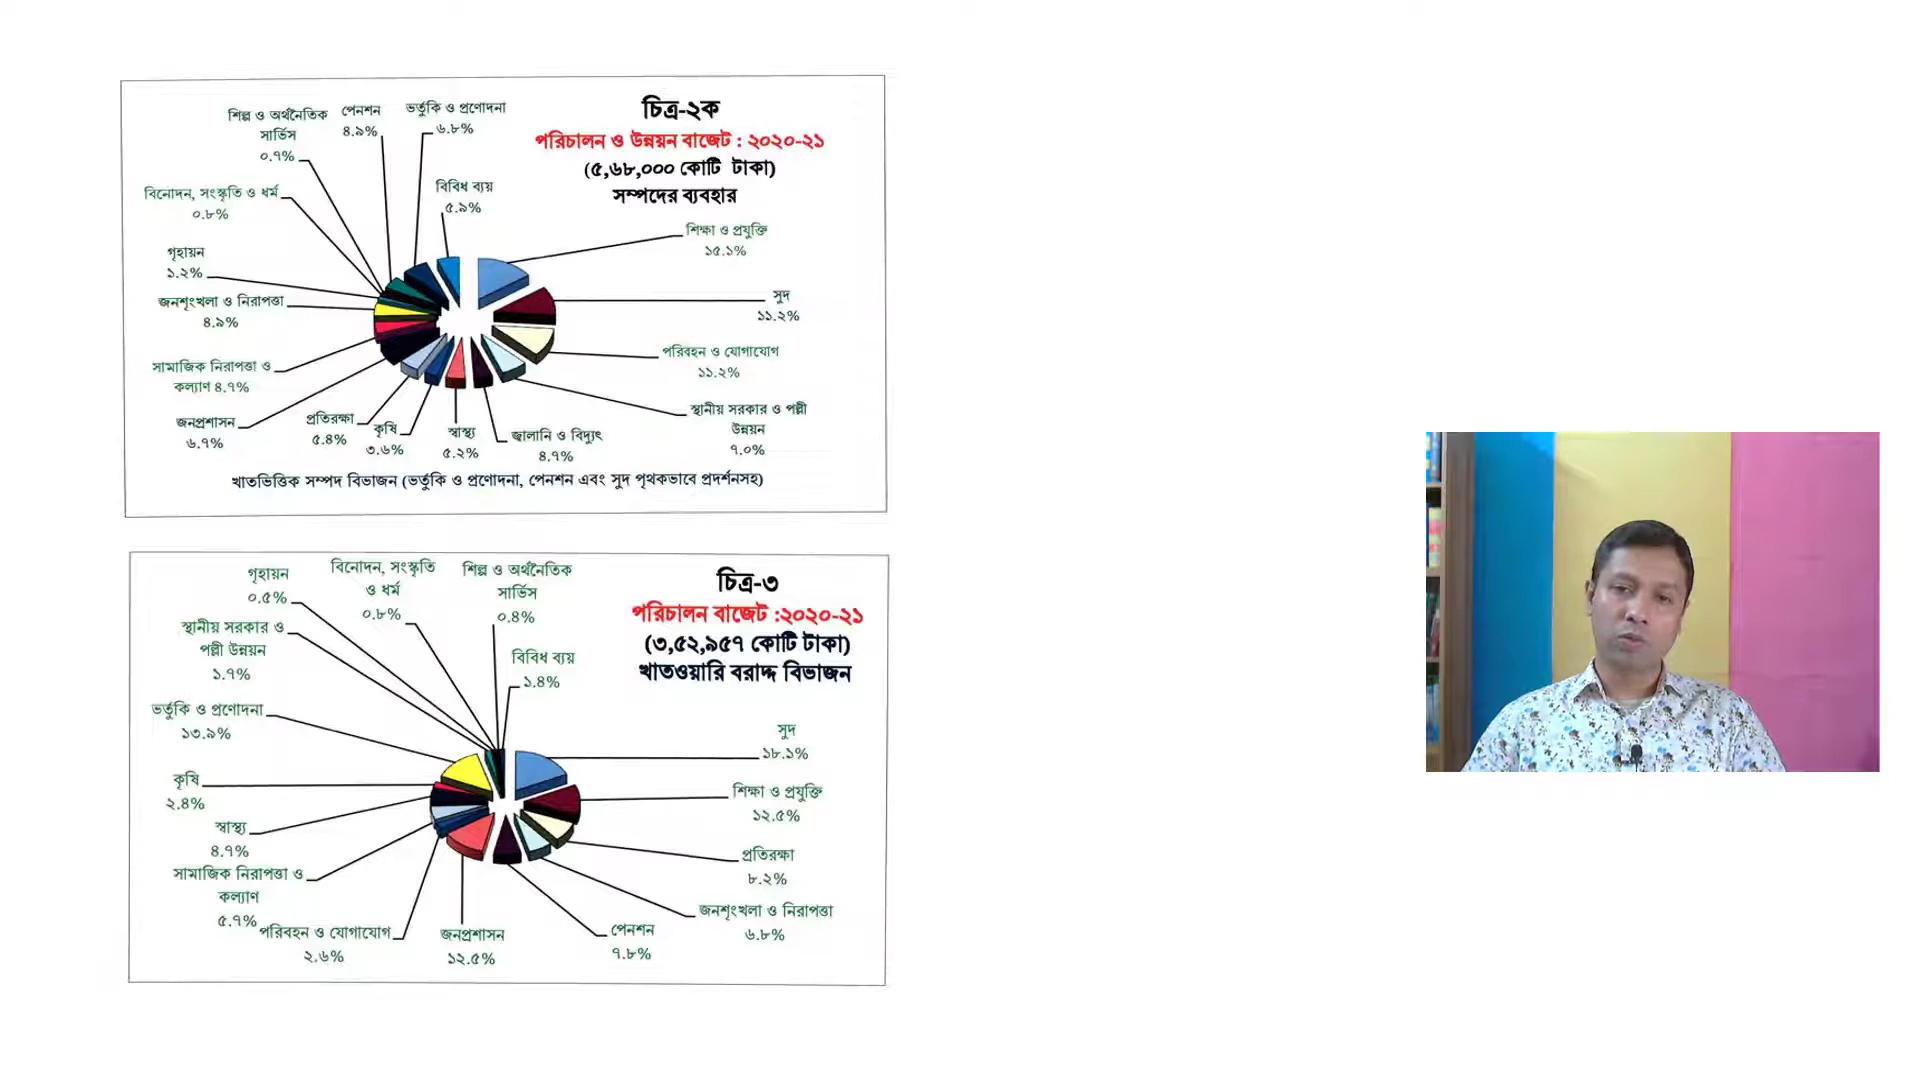 চিত্র-২ক
পরিচালন ও উন্নয়ন বাজেট : ২০২০-২১
(৫,৬৮,০০০ কোটি টাকা)
সম্পদের ব্যবহার
শিল্প ও অর্থনৈতিক
সার্ভিস
০.৭%
পেনশন
৪.৯%
ভর্তুকি ও প্রণোদনা
৬.৮%
বিবিধ ব্যয়
৫.৯%
বিনোদন, সংস্কৃতি ও ধর্ম
০.৮%
গৃহায়ন
১.২%
জনশৃংখলা ও নিরাপত্তা
৪.৯%
সামাজিক নিরাপত্তা ও
কল্যাণ ৪.৭%
জনপ্রশাসন
৬.৭%
প্রতিরক্ষা
৫.৪%
কৃষি
৩.৬%
স্বাস্থ্য
৫.২%
জ্বালানি ও বিদ্যুৎ
৪.৭%
শিক্ষা ও প্রযুক্তি
১৫.১%
সুদ
১১.২%
পরিবহন ও যোগাযোগ
১১.২%
স্থানীয় সরকার ও পল্লী
উন্নয়ন
৭.০%
খাতভিত্তিক সম্পদ বিভাজন (ভর্তুকি ও প্রণোদনা, পেনশন এবং সুদ পৃথকভাবে প্রদর্শনসহ)
চিত্র-৩
পরিচালন বাজেট :২০২০-২১
(৩,৫২,৯৫৭ কোটি টাকা)
খাতওয়ারি বরাদ্দ বিভাজন
গৃহায়ন
০.৫%
বিনোদন, সংস্কৃতি
ও ধর্ম
০.৮%
শিল্প ও অর্থনৈতিক
সার্ভিস
০.৪%
বিবিধ ব্যয়
১.৪%
স্থানীয় সরকার ও
পল্লী উন্নয়ন
১.৭%
ভর্তুকি ও প্রণোদনা
১৩.৯%
কৃষি
২.৪%
স্বাস্থ্য
৪.৭%
সামাজিক নিরাপত্তা ও
কল্যাণ
৫.৭%
পরিবহন ও যোগাযোগ
২.৬%
জনপ্রশাসন
১২.৫%
পেনশন
৭.৮%
সুদ
১৮.১%
শিক্ষা ও প্রযুক্তি
১২.৫%
প্রতিরক্ষা
৮.২%
জনশৃংখলা ও নিরাপত্তা
৬.৮%